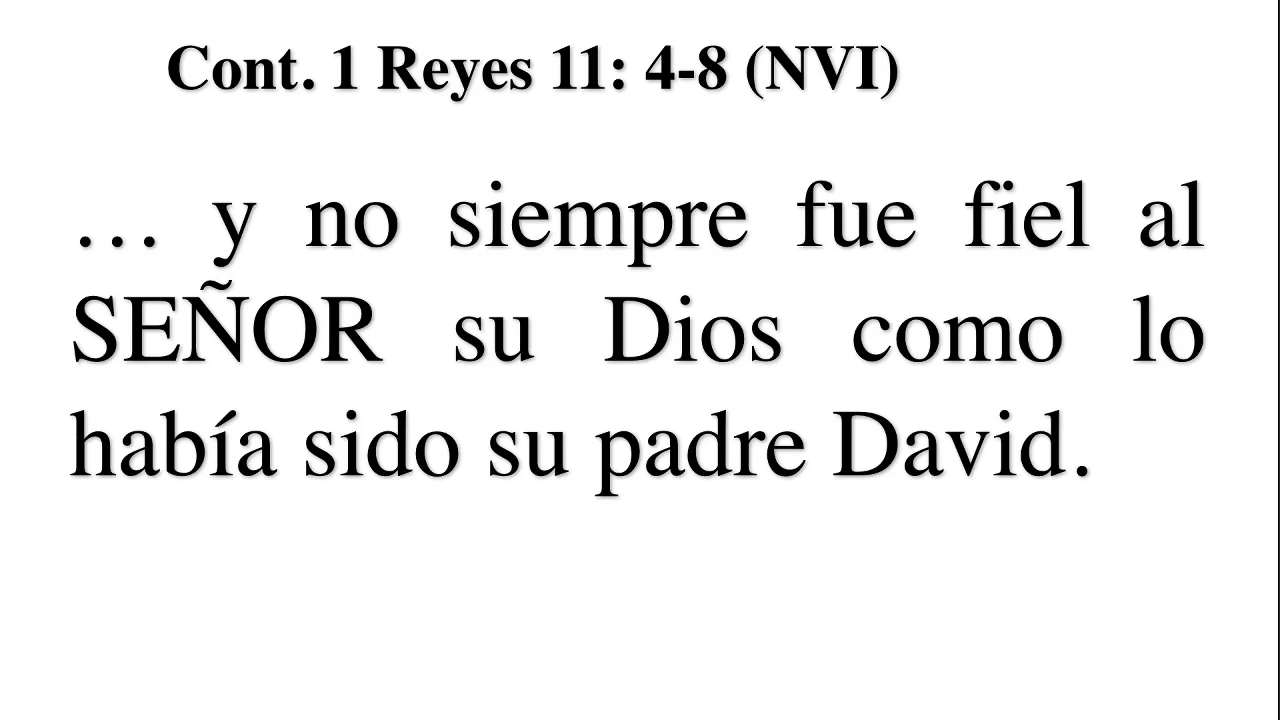 Cont. 1 Reyes 11: 4-8 (NVI)
… y no siempre fue fiel al
SEÑOR su Dios como lo
había sido su padre David.